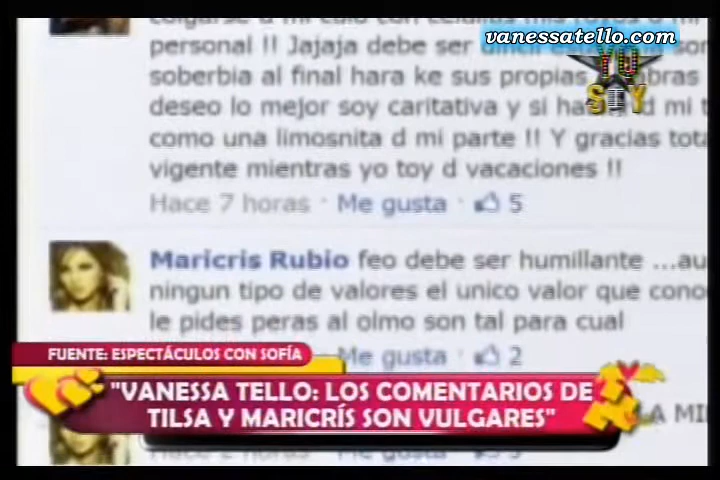 vanessatello.com
YO
SOY
personal !! Jajaja debe ser
soberbia al final hara ke sus propias
deseo lo mejor soy caritativa y si
como una limosnita d mi parte !! Y gracias
vigente mientras yo toy d vacaciones !!
Hace 7 horas · Me gusta · 5
Maricris Rubio feo debe ser humillante ...
ningun tipo de valores el unico valor que
le pides peras al olmo son tal para cual
Me gusta · 2
FUENTE: ESPECTÁCULOS CON SOFÍA
"VANESSA TELLO: LOS COMENTARIOS DE
TILSA Y MARICRÍS SON VULGARES"